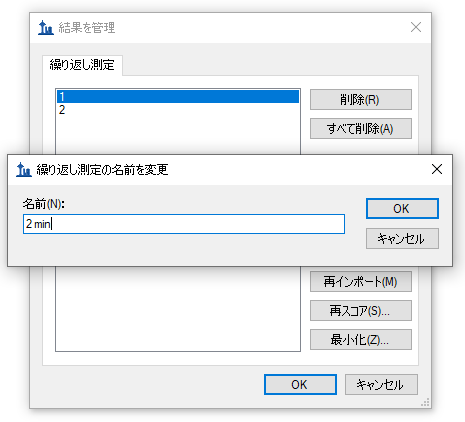 結果を管理
繰り返し測定
1
2
削除(R)
すべて削除(A)
繰り返し測定の名前を変更
名前(N):
2 min
OK
キャンセル
再インポート(M)
再スコア(S)...
最小化(Z)...
OK
キャンセル